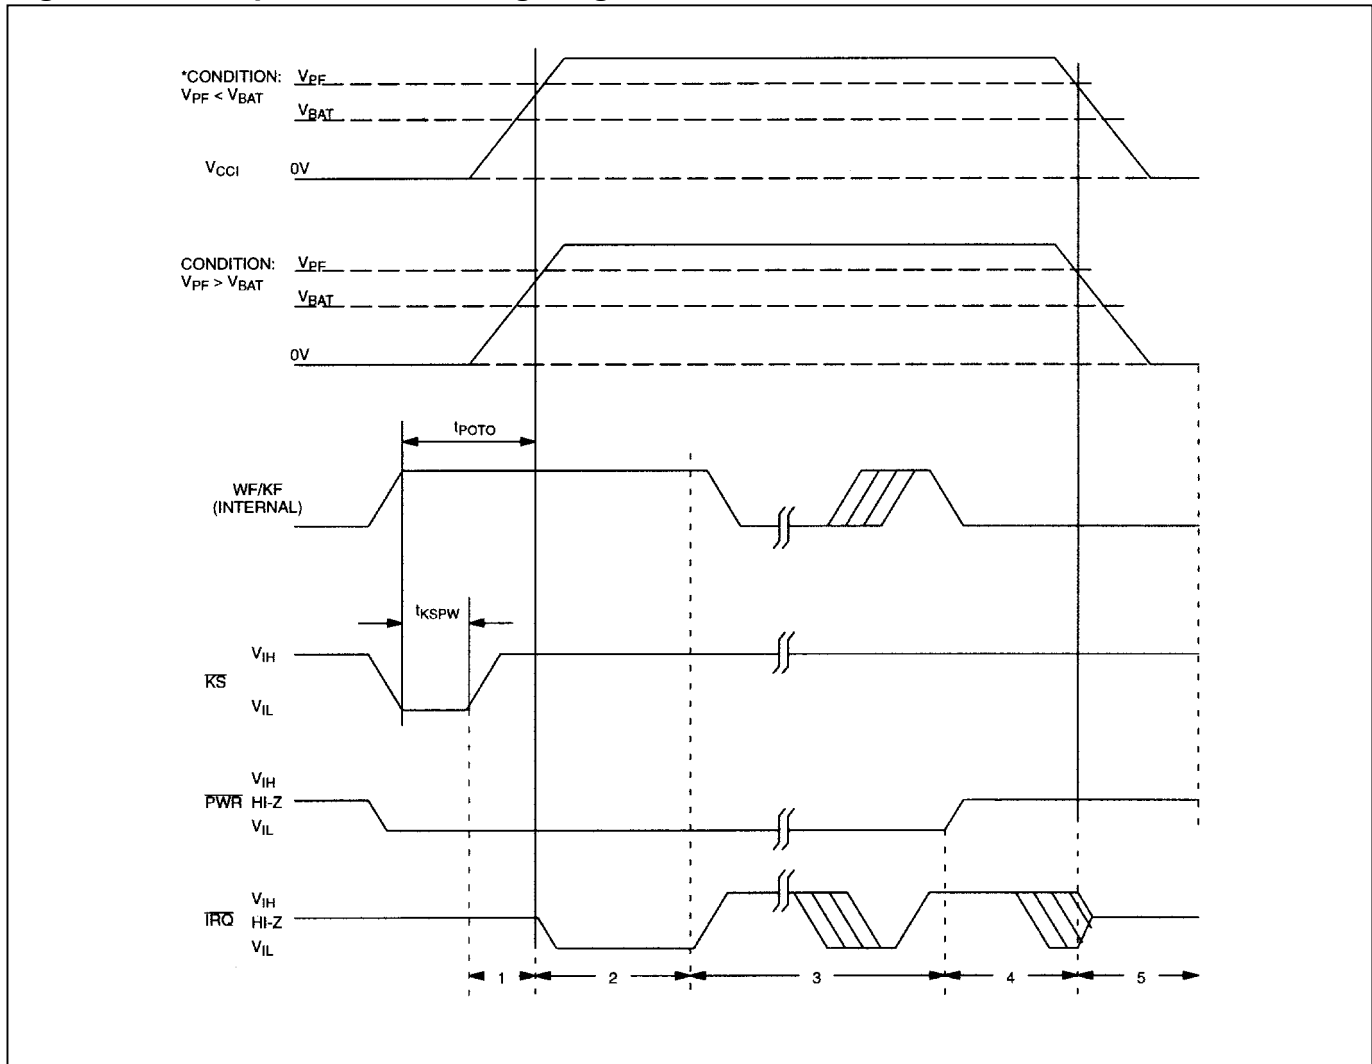 *CONDITION: VPF
VPF < VBAT
VBAT
VCCI 0V
CONDITION: VPF
VPF > VBAT
VBAT
0V
tPOTO
WF/KF
(INTERNAL)
tKSPW
VIH
KS
VIL
VIH
PWR HI-Z
VIL
VIH
IRQ HI-Z
VIL
1 2 3 4 5